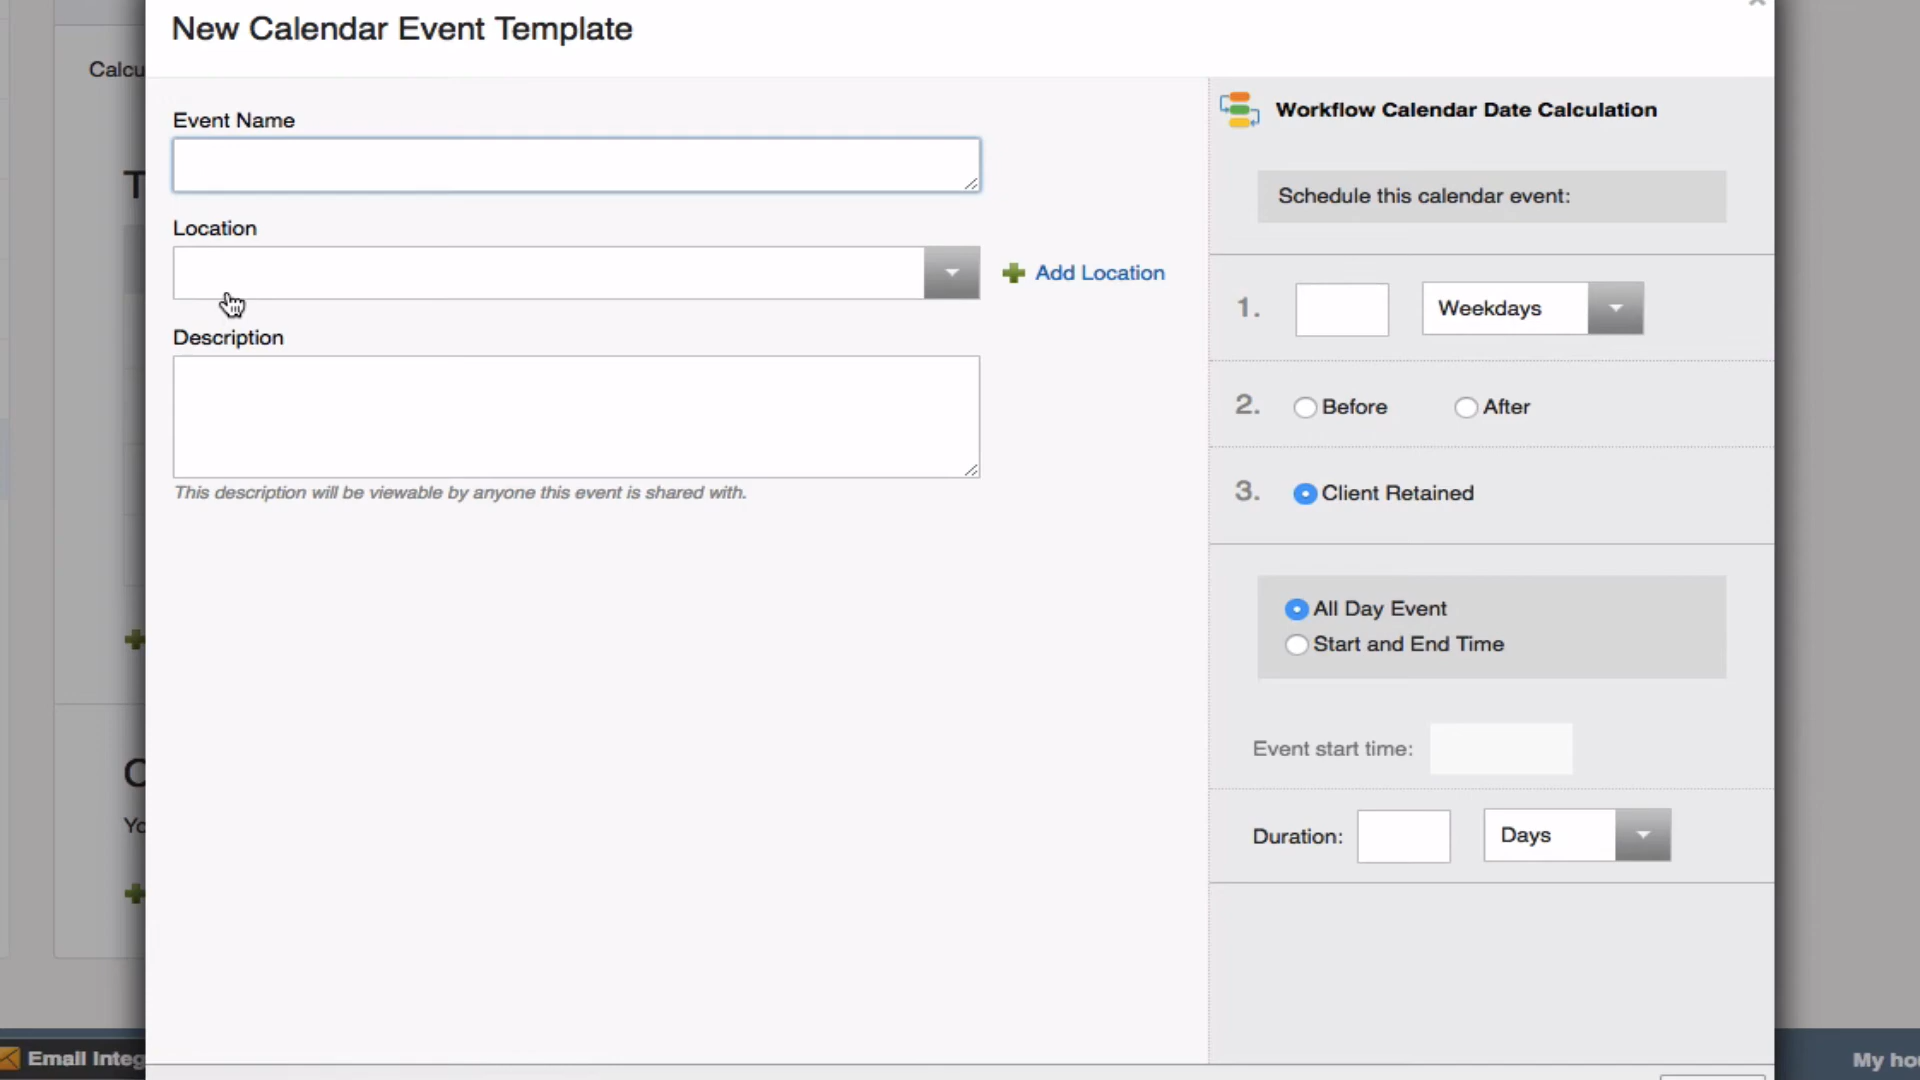 New Calendar Event Template
Calcu
Event Name
Workflow Calendar Date Calculation
T
Schedule this calendar event:
Location
Add Location
1.
Weekdays
Description
2.
Before
After
This description will be viewable by anyone this event is shared with.
3.
Client Retained
All Day Event
Start and End Time
Event start time:
C
Yo
Duration:
Days
Email Integ
My ho